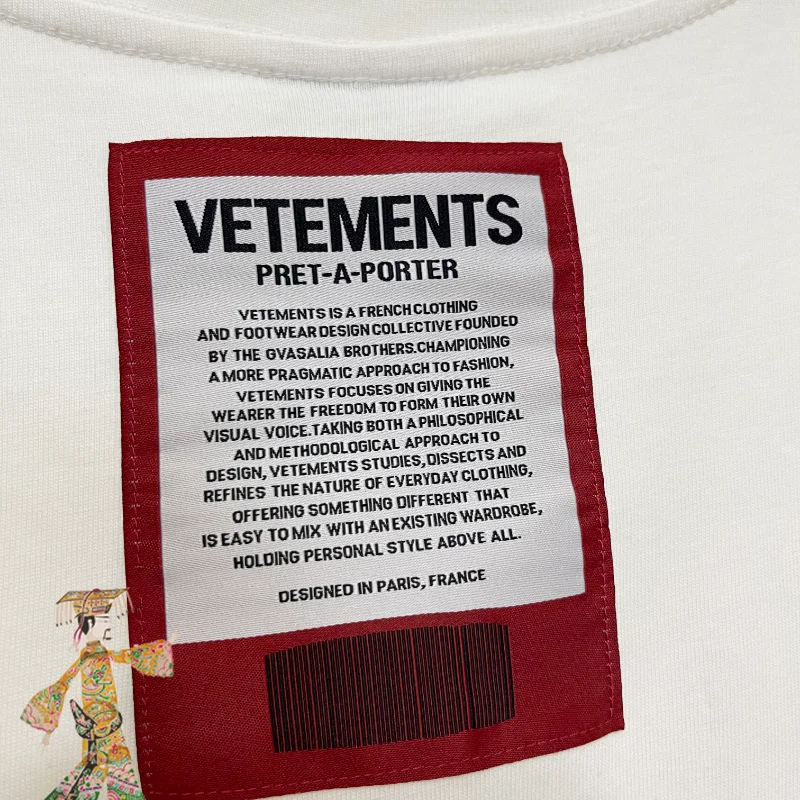 VETEMENTS
PRET-A-PORTER
VETEMENTS IS A FRENCH CLOTHING
AND FOOTWEAR DESIGN COLLECTIVE FOUNDED
BY THE GVASALIA BROTHERS.CHAMPIONING
A MORE PRAGMATIC APPROACH TO FASHION,
VETEMENTS FOCUSES ON GIVING THE
WEARER THE FREEDOM TO FORM THEIR OWN
VISUAL VOICE.TAKING BOTH A PHILOSOPHICAL
AND METHODOLOGICAL APPROACH TO
DESIGN, VETEMENTS STUDIES, DISSECTS AND
REFINES THE NATURE OF EVERYDAY CLOTHING,
OFFERING SOMETHING DIFFERENT THAT
IS EASY TO MIX WITH AN EXISTING WARDROBE,
HOLDING PERSONAL STYLE ABOVE ALL.
DESIGNED IN PARIS, FRANCE